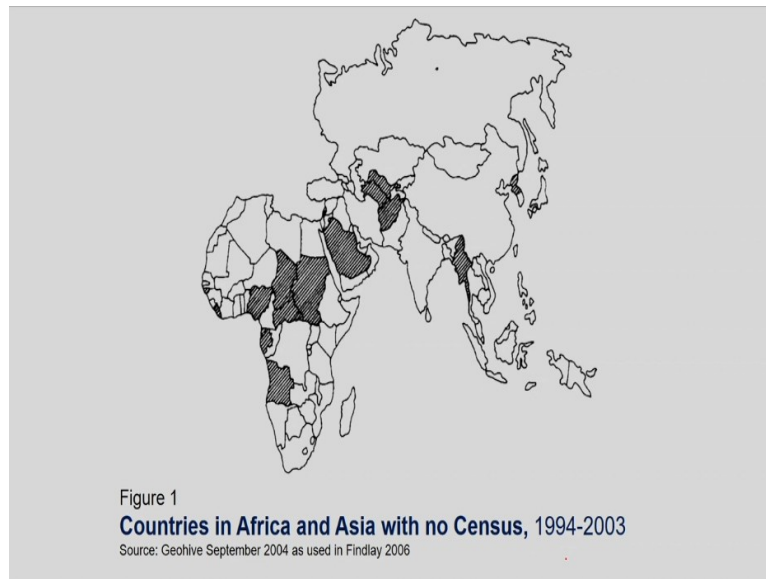 Figure 1
Countries in Africa and Asia with no Census, 1994-2003
Source: Geohive September 2004 as used in Findlay 2006